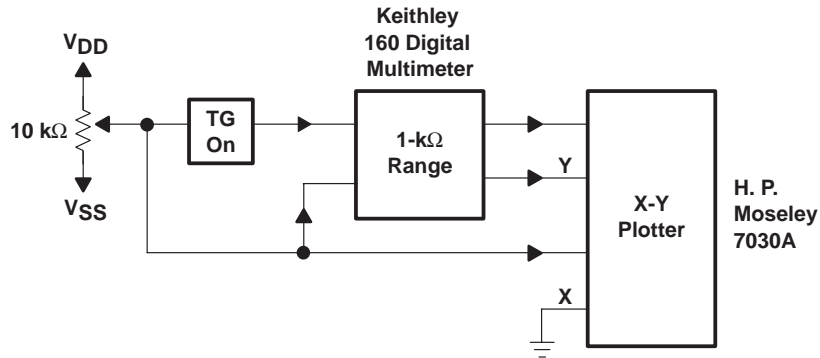 Keithley
160 Digital
Multimeter
VDD
10 kΩ
VSS
TG
On
1-kΩ
Range
Y
X
X-Y
Plotter
H. P.
Moseley
7030A